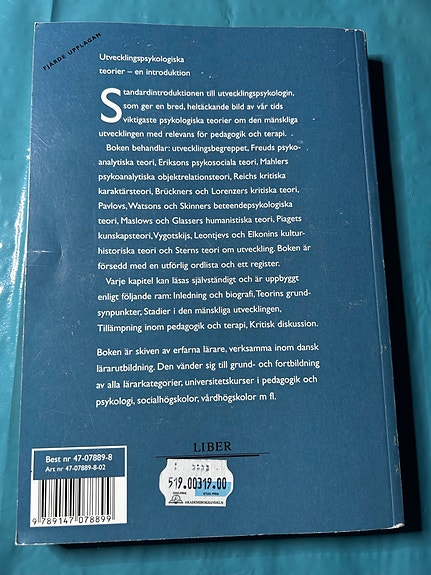 FJÄRDE UPPLAGAN
Utvecklingspsykologiska
teorier – en introduktion
Standardintroduktionen till utvecklingspsykologin,
som ger en bred, heltäckande bild av vår tids
viktigaste psykologiska teorier om den mänskliga
utvecklingen med relevans för pedagogik och terapi.
Boken behandlar: utvecklingsbegreppet, Freuds psyko-
analytiska teori, Eriksons psykosociala teori, Mahlers
psykoanalytiska objektrelationsteori, Reichs kritiska
karaktärsteori, Brückners och Lorenzers kritiska teori,
Pavlovs, Watsons och Skinners beteendepsykologiska
teori, Maslows och Glassers humanistiska teori, Piagets
kunskapsteori, Vygotskijs, Leontjevs och Elkonins kultur-
historiska teori och Sterns teori om utveckling. Boken är
försedd med en utförlig ordlista och ett register.
Varje kapitel kan läsas självständigt och är uppbyggt
enligt följande ram: Inledning och biografi, Teorins grund-
synpunkter, Stadier i den mänskliga utvecklingen,
Tillämpning inom pedagogik och terapi, Kritisk diskussion.
Boken är skiven av erfarna lärare, verksamma inom dansk
lärarutbildning. Den vänder sig till grund- och fortbildning
av alla lärarkategorier, universitetskurser i pedagogik och
psykologi, socialhögskolor, vårdhögskolor m fl.
LIBER
Best nr 47-07889-8
Art nr 47-07889-8-02
519.00319.00
AKADEMIBOKHANDELN
9 789147 078899